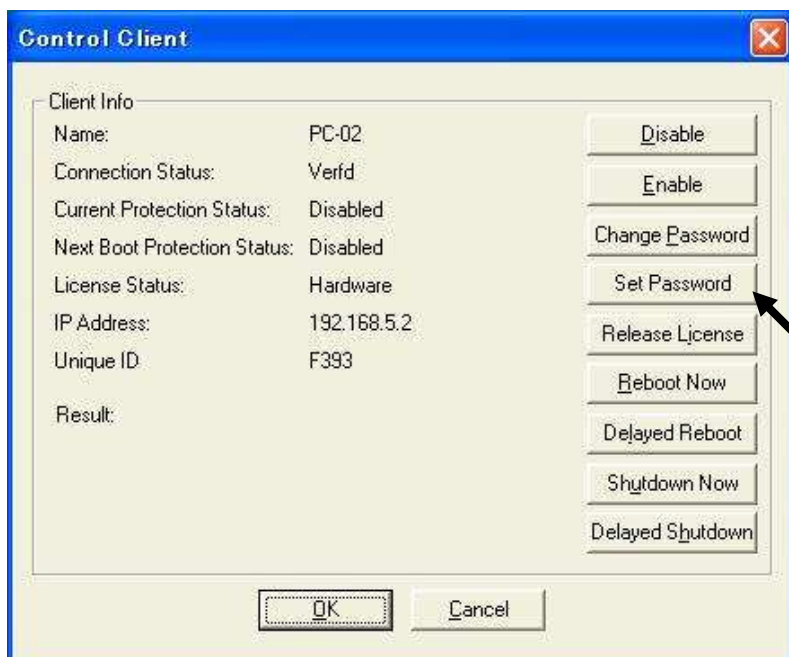 Control Client
Client Info
Name: PC-02
Connection Status: Verfd
Current Protection Status: Disabled
Next Boot Protection Status: Disabled
License Status: Hardware
IP Address: 192.168.5.2
Unique ID F393
Result:
Disable
Enable
Change Password
Set Password
Release License
Reboot Now
Delayed Reboot
Shutdown Now
Delayed Shutdown
OK Cancel